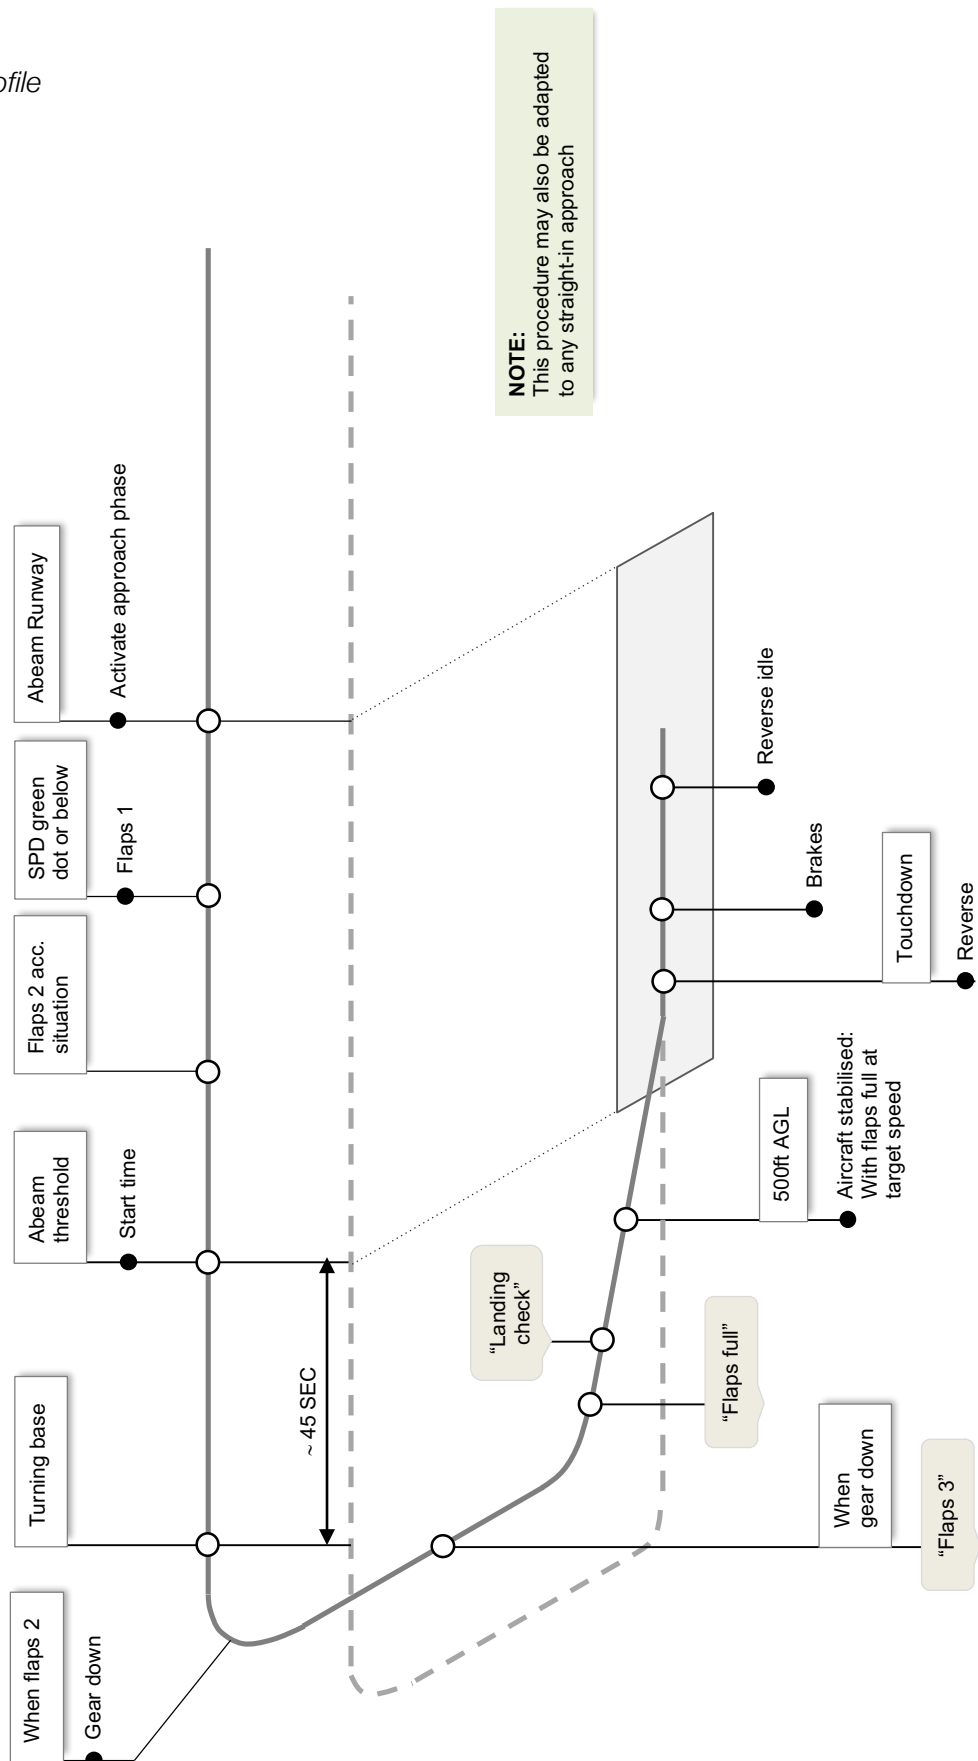 ofile
When flaps 2
Gear down
Turning base
Abeam
threshold
Start time
Flaps 2 acc.
situation
SPD green
dot or below
Flaps 1
Abeam Runway
Activate approach phase
~ 45 SEC
NOTE:
This procedure may also be adapted
to any straight-in approach
“Landing
check”
“Flaps full”
When
gear down
“Flaps 3”
500ft AGL
Aircraft stabilised:
With flaps full at
target speed
Touchdown
Reverse
Brakes
Reverse idle